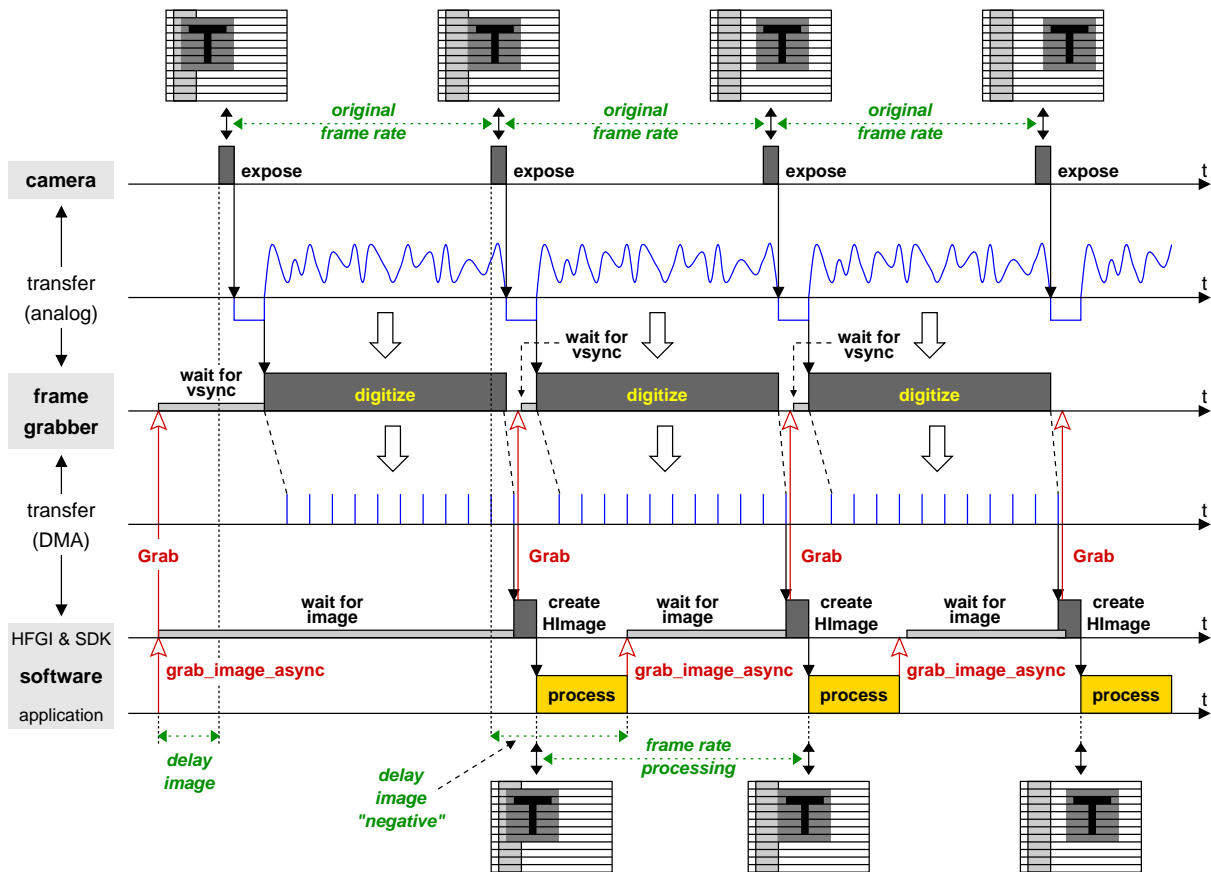 T T T T
original original original
frame rate frame rate frame rate
expose expose expose expose t
camera
transfer
(analog)
t
wait for wait for
vsync vsync
wait for
vsync
frame
grabber
digitize digitize digitize t
transfer
(DMA)
t
Grab Grab Grab Grab
wait for wait for wait for
image image image
create create create
HImage HImage HImage
HFGI & SDK t
software
grab_image_async grab_image_async grab_image_async
process process process
application t
delay
image
frame rate
processing
delay
image
"negative"
T T T